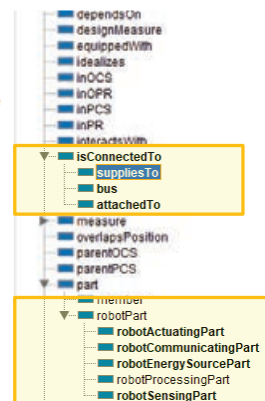 dependsOn
designMeasure
equippedWith
idealizes
inOCS
inOPR
inPCS
inPR
interactsWith
isConnectedTo
suppliesTo
bus
attachedTo
measure
overlapsPosition
parentOCS
parentPCS
part
member
robotPart
robotActuatingPart
robotCommunicatingPart
robotEnergySourcePart
robotProcessingPart
robotSensingPart